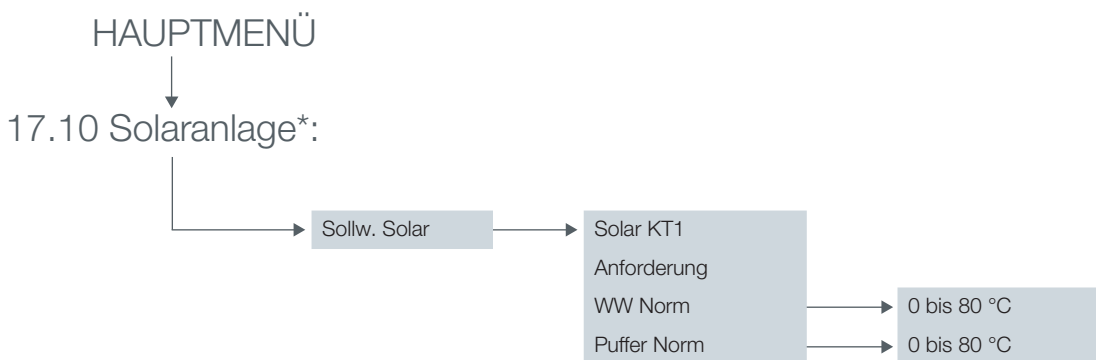 HAUPTMENÜ
17.10 Solaranlage*:
Sollw. Solar
Solar KT1
Anforderung
WW Norm
0 bis 80 °C
Puffer Norm
0 bis 80 °C